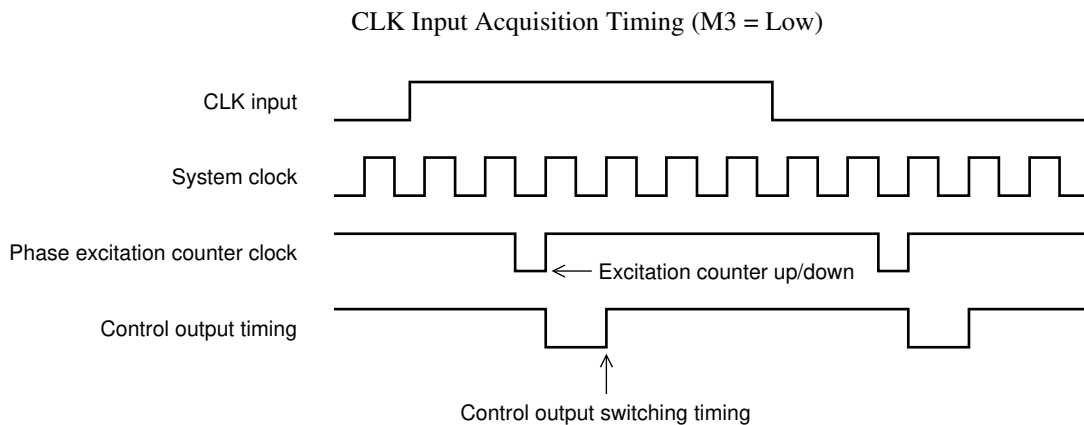 CLK Input Acquisition Timing (M3 = Low)
CLK input
System clock
Phase excitation counter clock
Excitation counter up/down
Control output timing
Control output switching timing